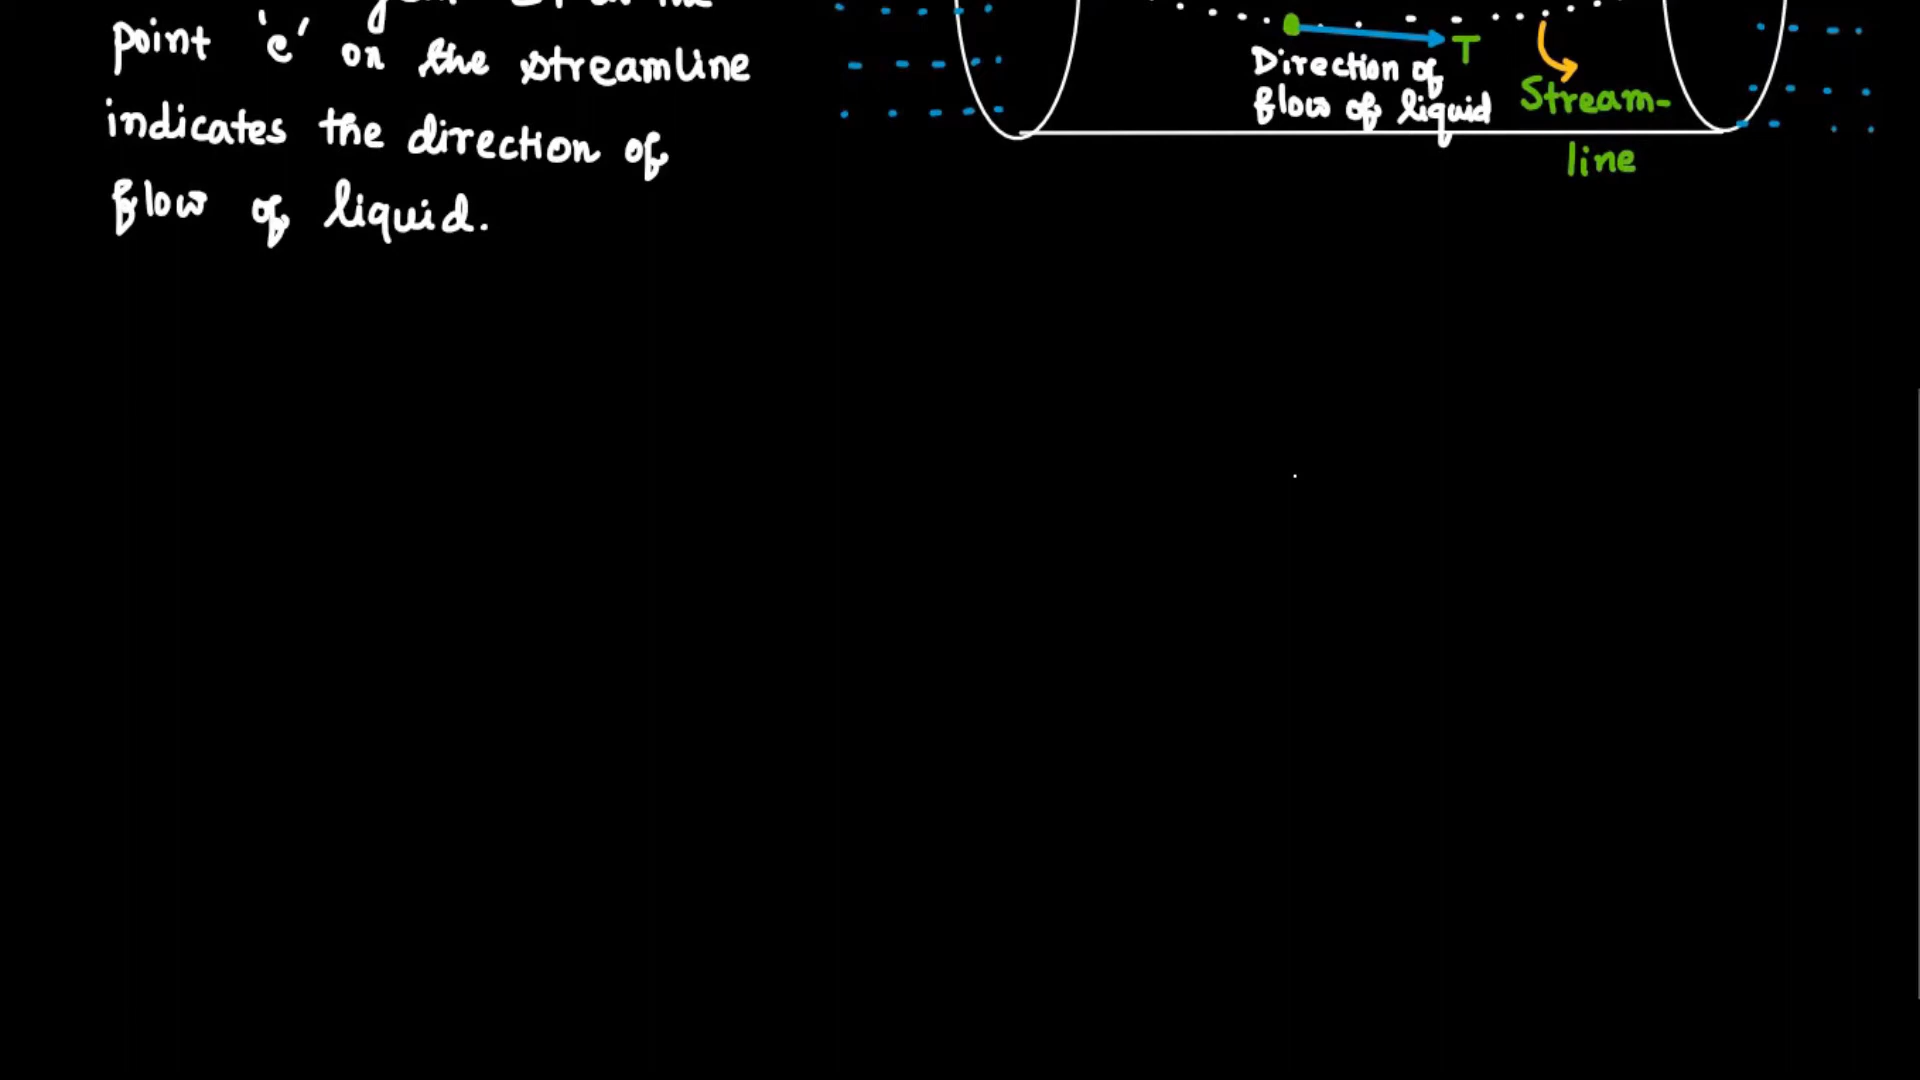 point 'c' on the streamline
indicates the direction of
flow of liquid.
T
Direction of
flow of liquid
Stream-
line